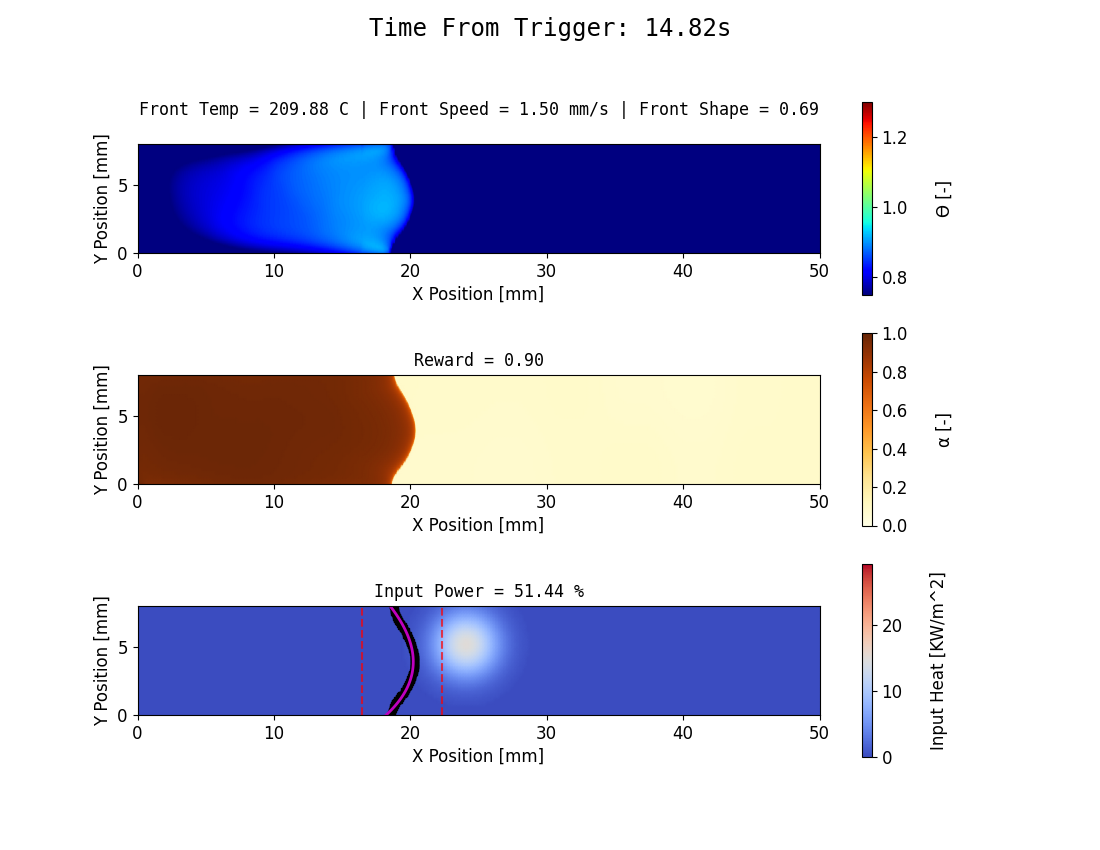 Time From Trigger: 14.82s
Front Temp = 209.88 C | Front Speed = 1.50 mm/s | Front Shape = 0.69
Y Position [mm]
5
0
0 10 20 30 40 50
X Position [mm]
1.2
1.0
0.8
Θ [-]
Reward = 0.90
Y Position [mm]
5
0
0 10 20 30 40 50
X Position [mm]
1.0
0.8
0.6
0.4
0.2
0.0
α [-]
Input Power = 51.44 %
Y Position [mm]
5
0
0 10 20 30 40 50
X Position [mm]
20
10
0
Input Heat [KW/m^2]